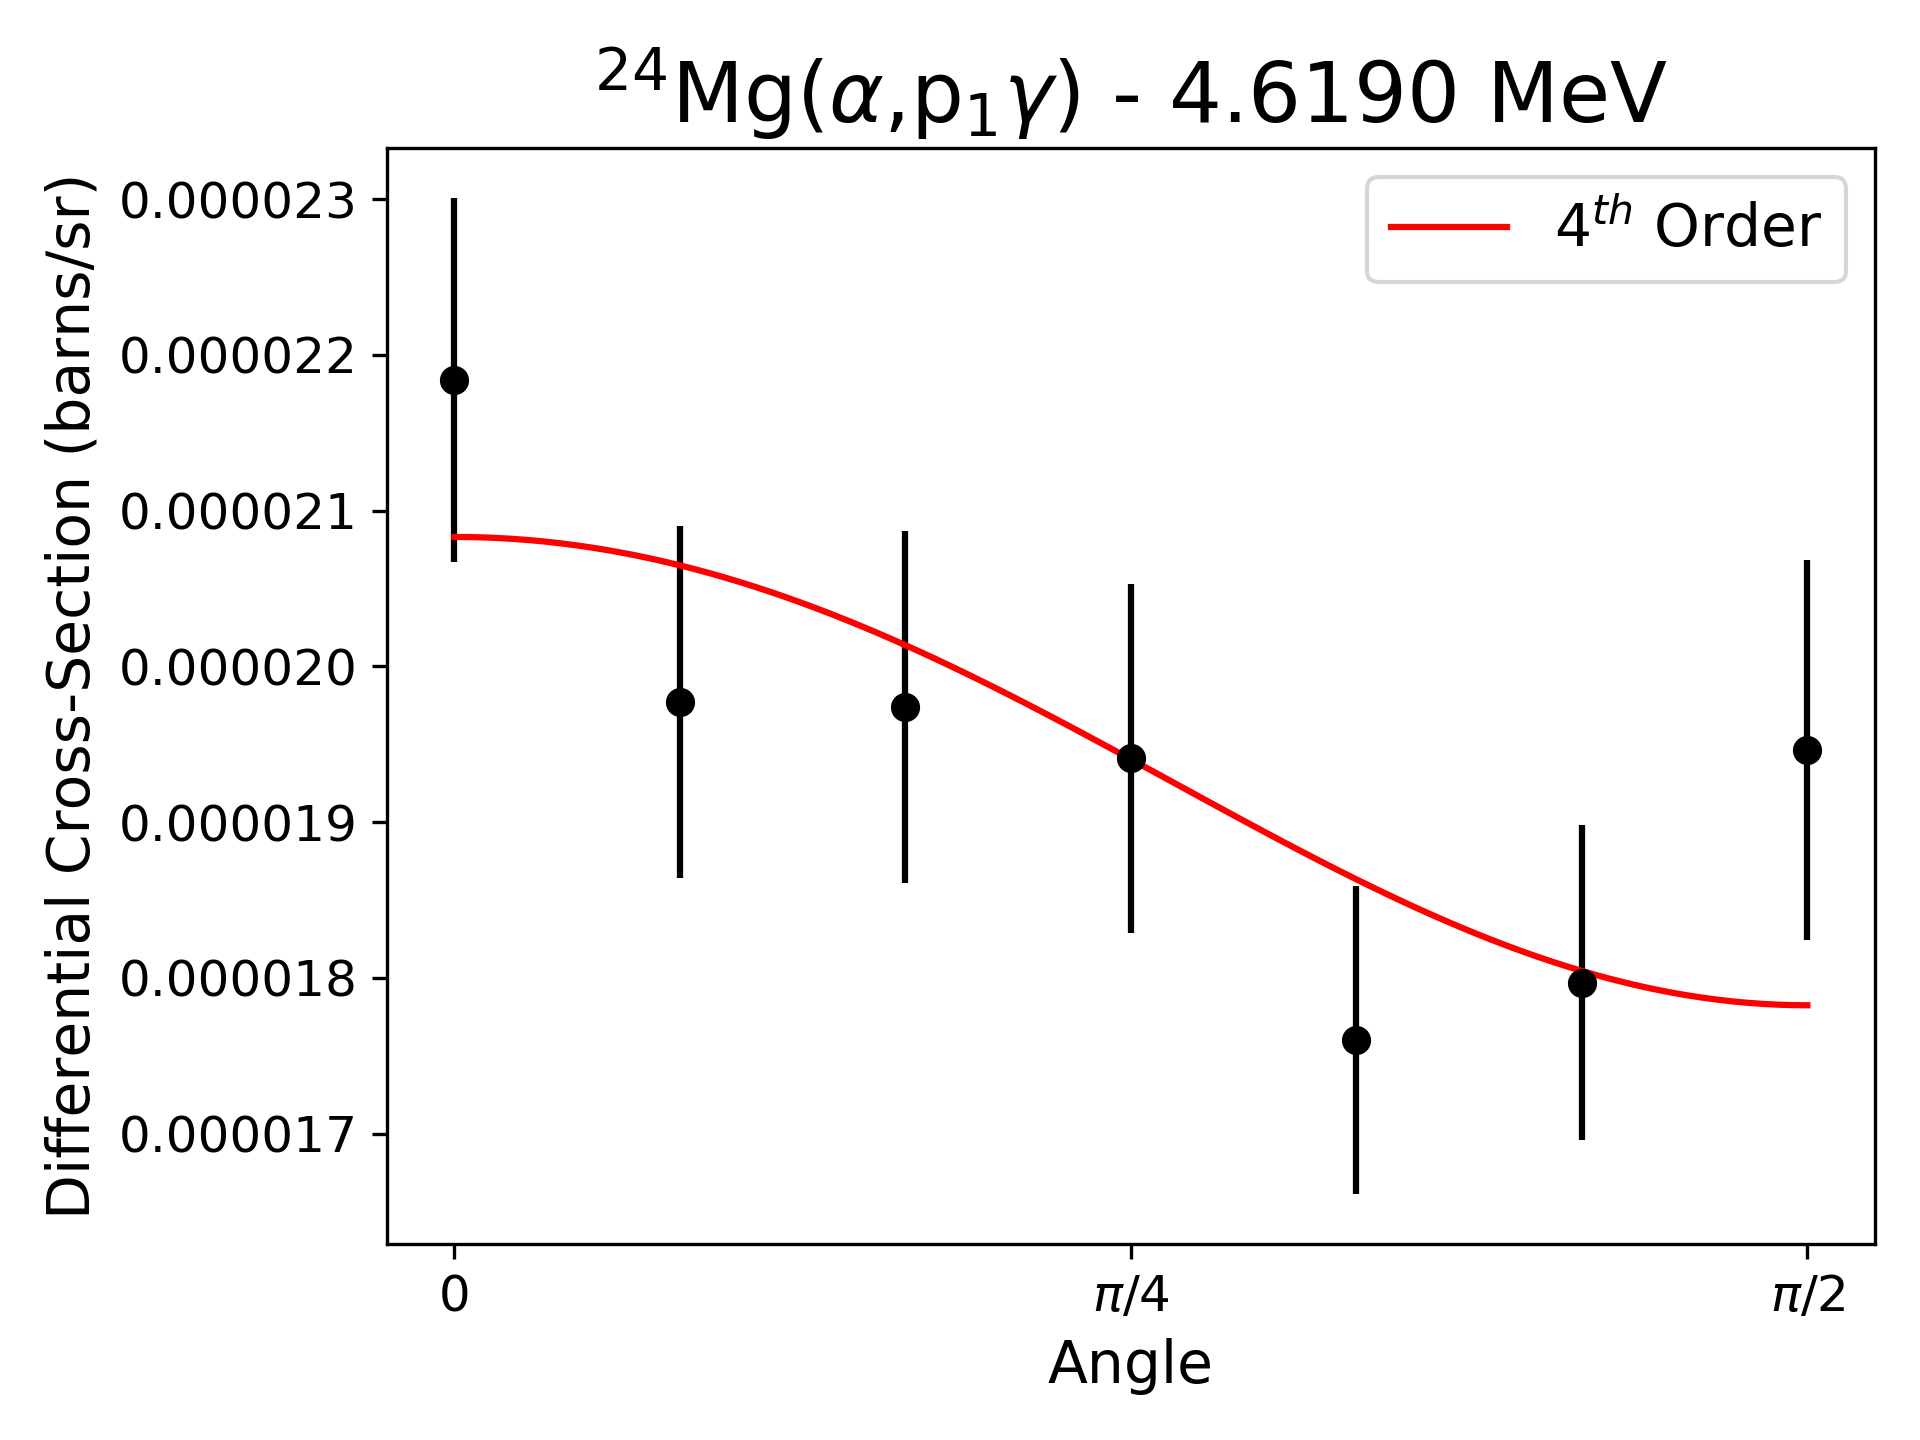 ²⁴Mg(α,p₁γ) - 4.6190 MeV
4ᵗʰ Order
Differential Cross-Section (barns/sr)
0.000023
0.000022
0.000021
0.000020
0.000019
0.000018
0.000017
0
π/4
π/2
Angle